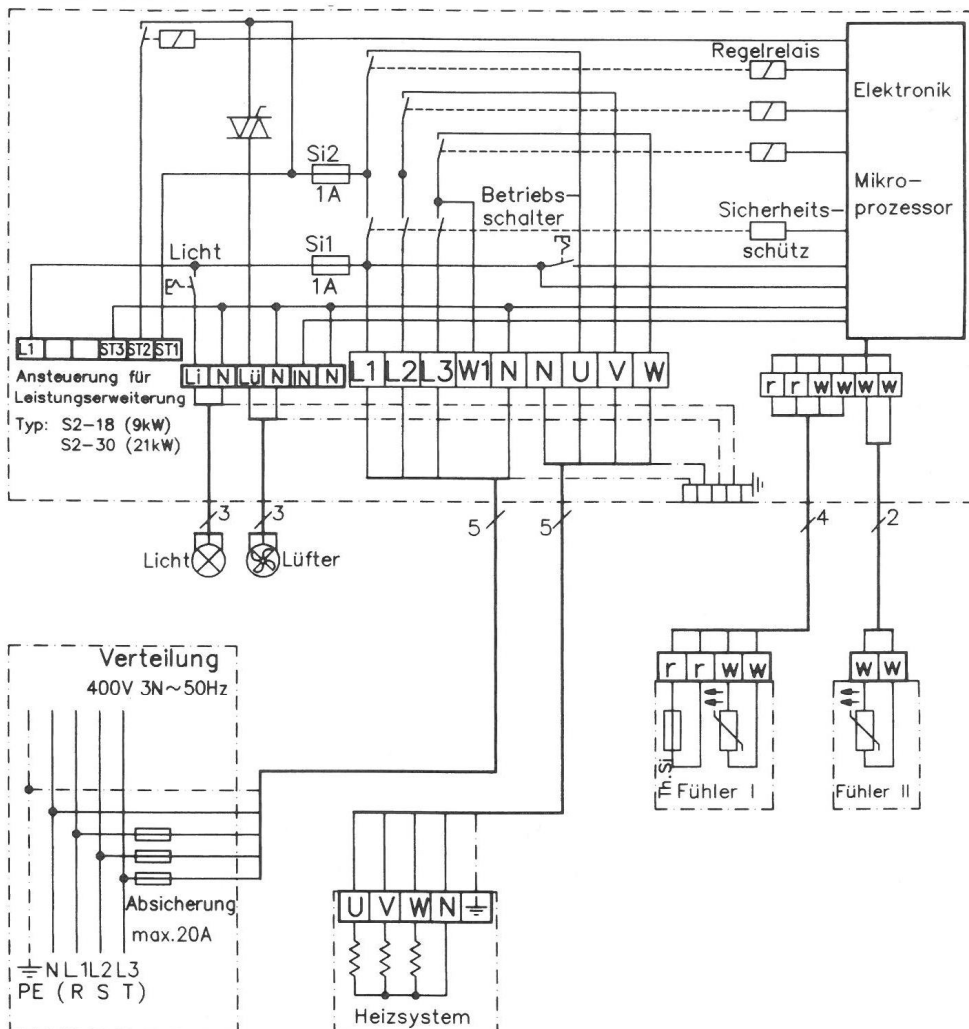 Regelrelais
Elektronik
Mikro-
prozessor
Si2
1A
Betriebs-
schalter
Sicherheits-
schütz
Licht
Si1
1A
L1 ST3 ST2 ST1
Ansteuerung für
Leistungserweiterung
Typ: S2-18 (9kW)
S2-30 (21kW)
Li N Lü N IN N
L1 L2 L3 W1 N N U V W
r r w w w w
3
3
5
5
4
2
Licht
Lüfter
Verteilung
400V 3N~50Hz
Absicherung
max.20A
N L1 L2 L3
PE (R S T)
U V W N
Heizsystem
r r w w
Th.Si
Fühler I
w w
Fühler II